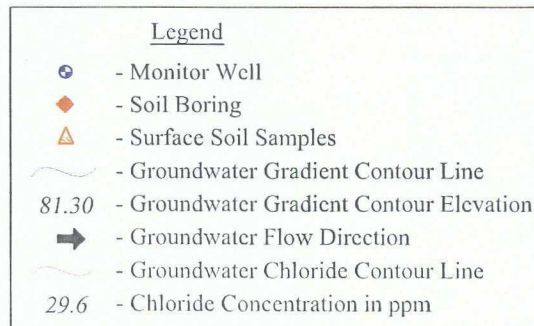 Legend
- Monitor Well
- Soil Boring
- Surface Soil Samples
- Groundwater Gradient Contour Line
81.30 - Groundwater Gradient Contour Elevation
- Groundwater Flow Direction
- Groundwater Chloride Contour Line
29.6 - Chloride Concentration in ppm